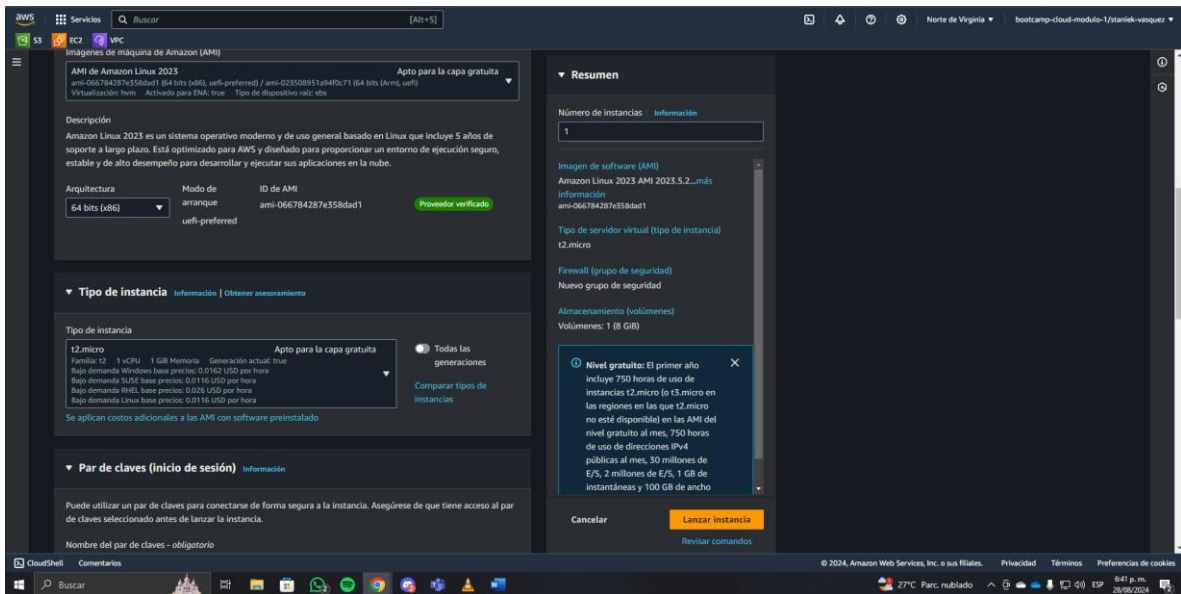 aws
Servicios
Buscar
[Alt+S]
Norte de Virginia ▼
bootcamp-cloud-modulo-1/staniek-vasquez ▼
S3
EC2
VPC
Imágenes de máquina de Amazon (AMI)
AMI de Amazon Linux 2023
Apto para la capa gratuita
ami-066784287e358dad1 (64 bits (x86), uefi-preferred) / ami-023508951a94f0c71 (64 bits (Arm), uefi)
Virtualización: hvm Activado para ENA: true Tipo de dispositivo raíz: ebs
Descripción
Amazon Linux 2023 es un sistema operativo moderno y de uso general basado en Linux que incluye 5 años de
soporte a largo plazo. Está optimizado para AWS y diseñado para proporcionar un entorno de ejecución seguro,
estable y de alto desempeño para desarrollar y ejecutar sus aplicaciones en la nube.
Arquitectura
64 bits (x86)
Modo de
arranque
uefi-preferred
ID de AMI
ami-066784287e358dad1
Proveedor verificado
▼ Tipo de instancia Información | Obtener asesoramiento
Tipo de instancia
t2.micro
Apto para la capa gratuita
Familia: t2 1 vCPU 1 GiB Memoria Generación actual: true
Bajo demanda Windows base precios: 0.0162 USD por hora
Bajo demanda SUSE base precios: 0.0116 USD por hora
Bajo demanda RHEL base precios: 0.026 USD por hora
Bajo demanda Linux base precios: 0.0116 USD por hora
Todas las
generaciones
Comparar tipos de
instancias
Se aplican costos adicionales a las AMI con software preinstalado
▼ Par de claves (inicio de sesión) Información
Puede utilizar un par de claves para conectarse de forma segura a la instancia. Asegúrese de que tiene acceso al par
de claves seleccionado antes de lanzar la instancia.
Nombre del par de claves - obligatorio
▼ Resumen
Número de instancias Información
1
Imagen de software (AMI)
Amazon Linux 2023 AMI 2023.5.2...más
información
ami-066784287e358dad1
Tipo de servidor virtual (tipo de instancia)
t2.micro
Firewall (grupo de seguridad)
Nuevo grupo de seguridad
Almacenamiento (volúmenes)
Volúmenes: 1 (8 GiB)
Nivel gratuito: El primer año
incluye 750 horas de uso de
instancias t2.micro (o t3.micro en
las regiones en las que t2.micro
no esté disponible) en las AMI del
nivel gratuito al mes, 750 horas
de uso de direcciones IPv4
públicas al mes, 30 millones de
E/S, 2 millones de E/S, 1 GB de
instantáneas y 100 GB de ancho
Cancelar
Lanzar instancia
Revisar comandos
CloudShell
Comentarios
© 2024, Amazon Web Services, Inc. o sus filiales.
Privacidad
Términos
Preferencias de cookies
Buscar
27°C Parc. nublado
ESP
6:41 p. m.
28/08/2024